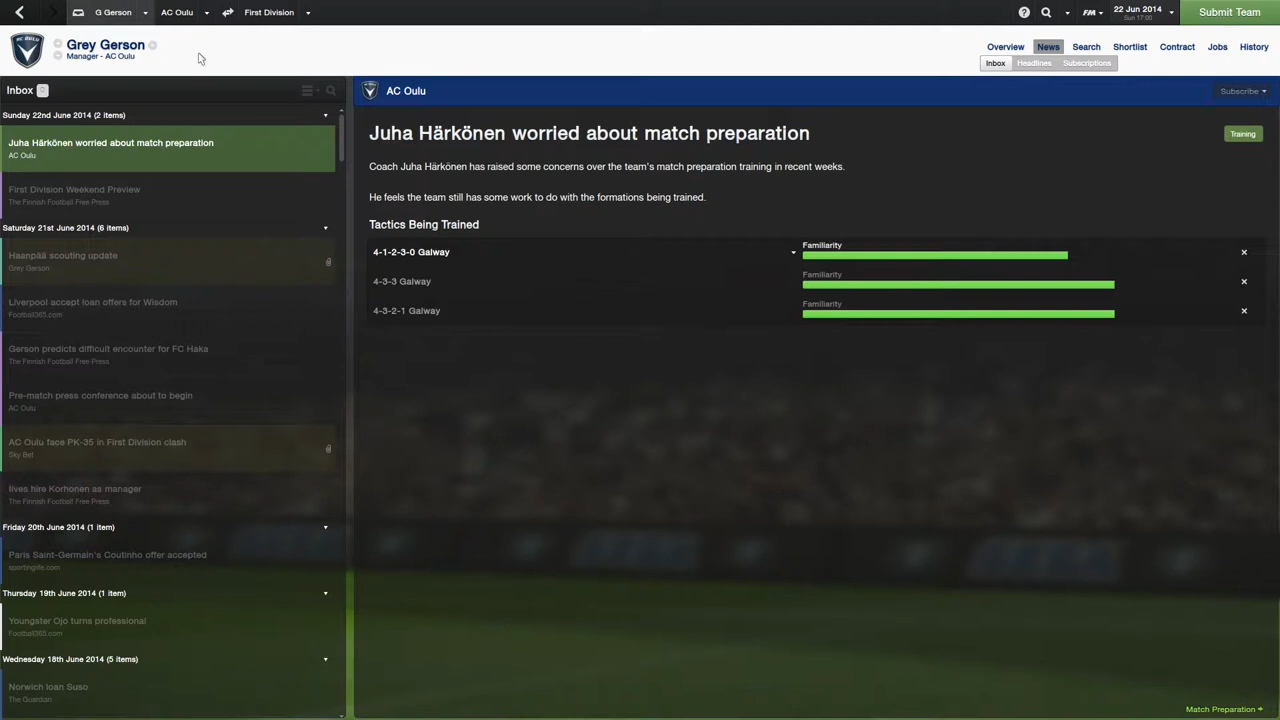 G Gerson
AC Oulu
First Division
FM
22 Jun 2014
Sun 17:00
Submit Team
AC OULU
Grey Gerson
Manager - AC Oulu
Overview
News
Search
Shortlist
Contract
Jobs
History
Inbox
Headlines
Subscriptions
Inbox
AC Oulu
Subscribe
Sunday 22nd June 2014 (2 items)
Juha Härkönen worried about match preparation
AC Oulu
First Division Weekend Preview
The Finnish Football Free Press
Saturday 21st June 2014 (6 items)
Haanpää scouting update
Grey Gerson
Liverpool accept loan offers for Wisdom
Football365.com
Gerson predicts difficult encounter for FC Haka
The Finnish Football Free Press
Pre-match press conference about to begin
AC Oulu
AC Oulu face PK-35 in First Division clash
Sky Bet
Ilves hire Korhonen as manager
The Finnish Football Free Press
Friday 20th June 2014 (1 item)
Paris Saint-Germain's Coutinho offer accepted
sportinglife.com
Thursday 19th June 2014 (1 item)
Youngster Ojo turns professional
Football365.com
Wednesday 18th June 2014 (5 items)
Norwich loan Suso
The Guardian
Juha Härkönen worried about match preparation
Training
Coach Juha Härkönen has raised some concerns over the team's match preparation training in recent weeks.
He feels the team still has some work to do with the formations being trained.
Tactics Being Trained
4-1-2-3-0 Galway
Familiarity
4-3-3 Galway
Familiarity
4-3-2-1 Galway
Familiarity
Match Preparation